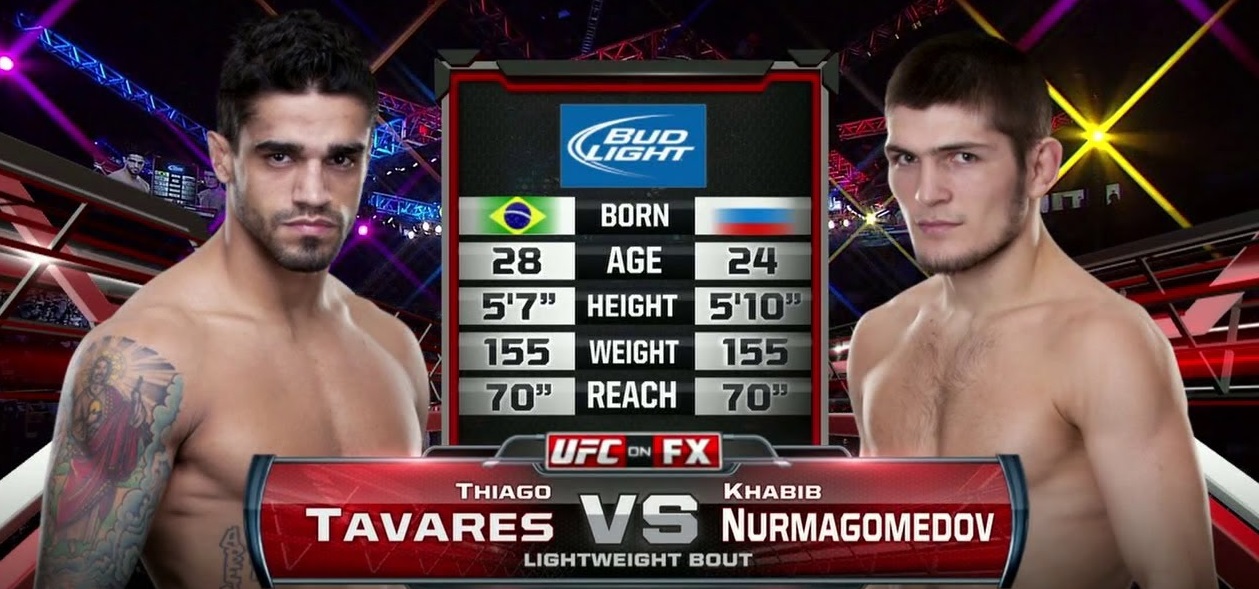 BUD
LIGHT
BORN
28 AGE 24
5'7" HEIGHT 5'10"
155 WEIGHT 155
70" REACH 70"
UFC ON FX
THIAGO
TAVARES
VS
KHABIB
NURMAGOMEDOV
LIGHTWEIGHT BOUT